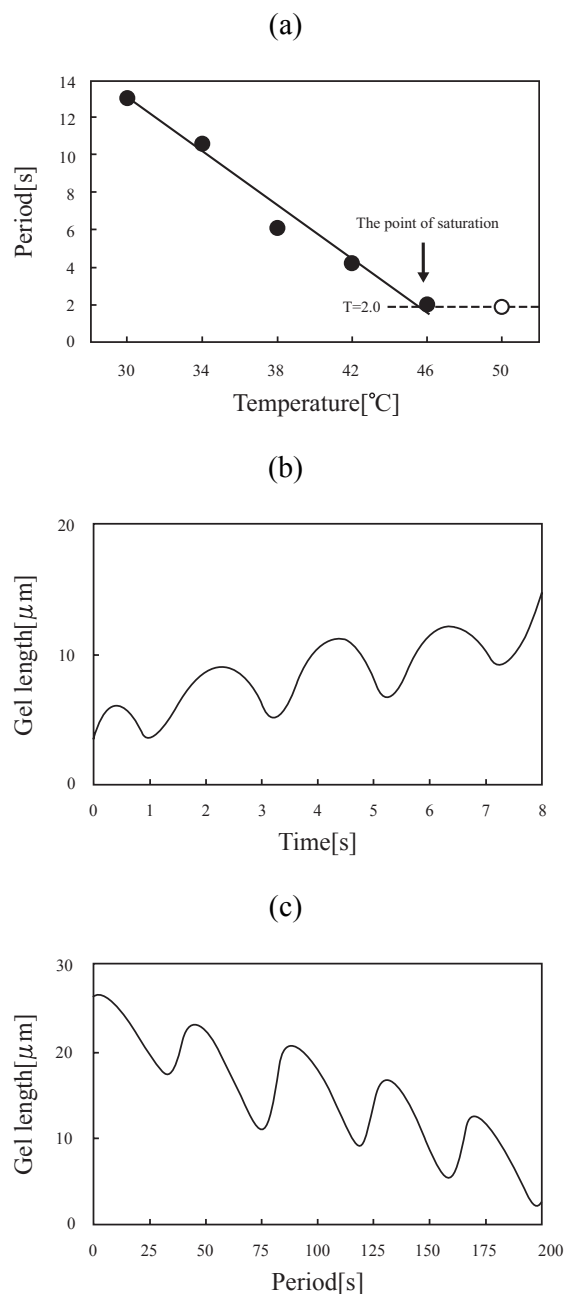 (a)
14
12
10
8
6
4
2
0
Period[s]
The point of saturation
T=2.0
30 34 38 42 46 50
Temperature[℃]
(b)
20
10
0
Gel length[μm]
0 1 2 3 4 5 6 7 8
Time[s]
(c)
30
20
10
0
Gel length[μm]
0 25 50 75 100 125 150 175 200
Period[s]